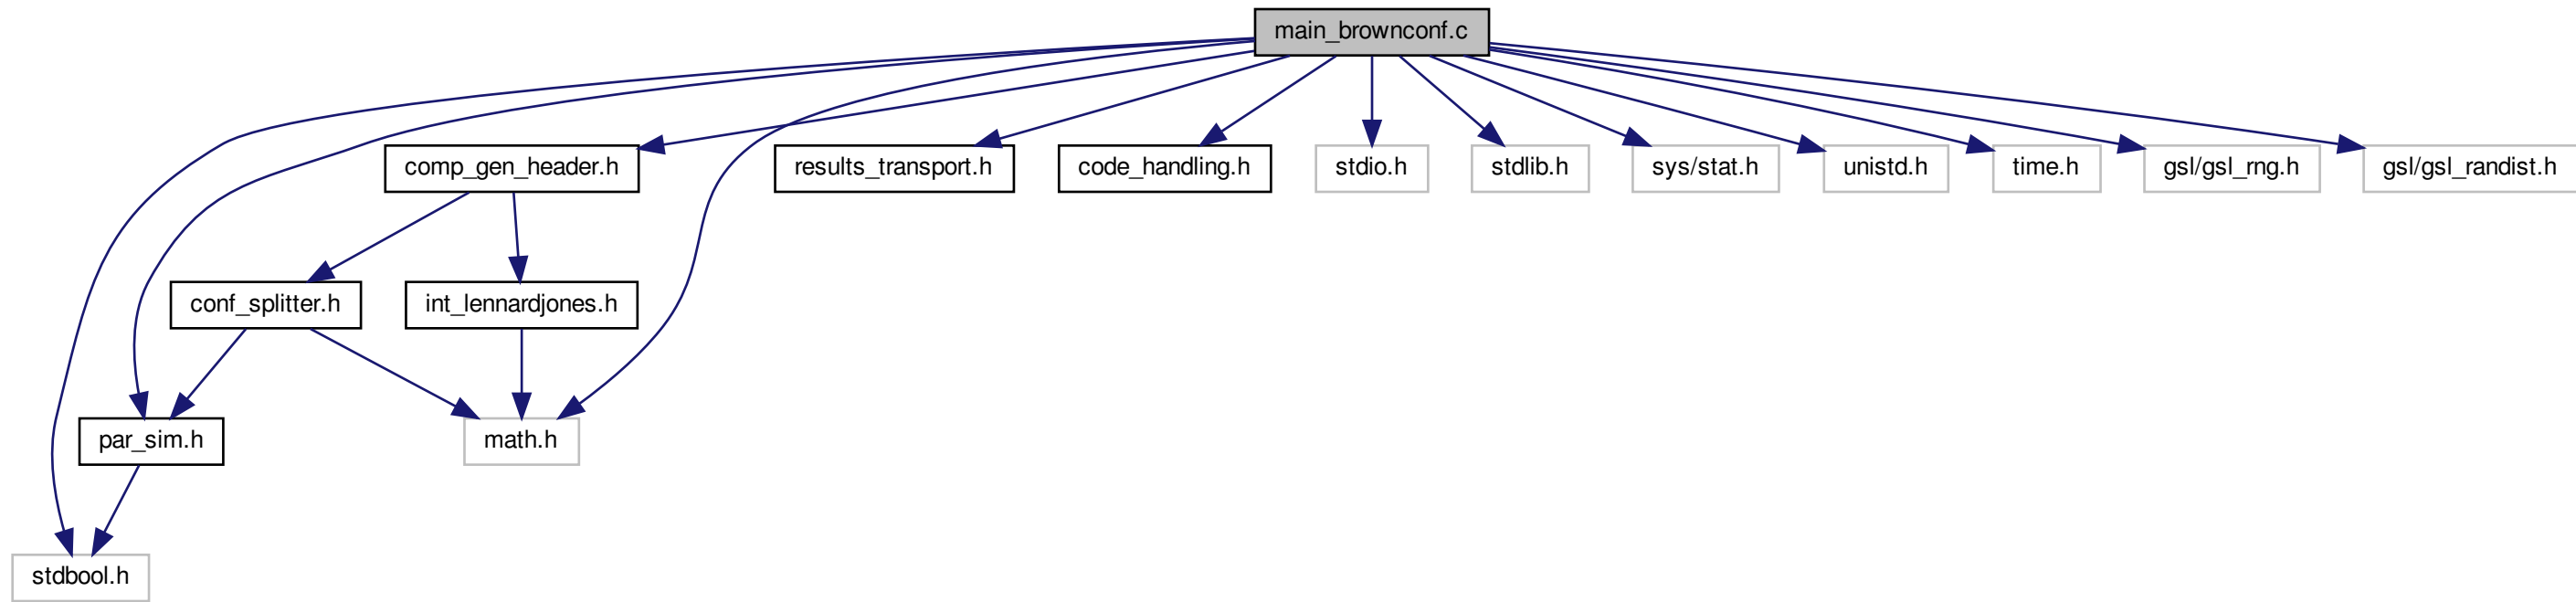 main_brownconf.c
comp_gen_header.h
results_transport.h
code_handling.h
stdio.h
stdlib.h
sys/stat.h
unistd.h
time.h
gsl/gsl_rng.h
gsl/gsl_randist.h
conf_splitter.h
int_lennardjones.h
par_sim.h
math.h
stdbool.h